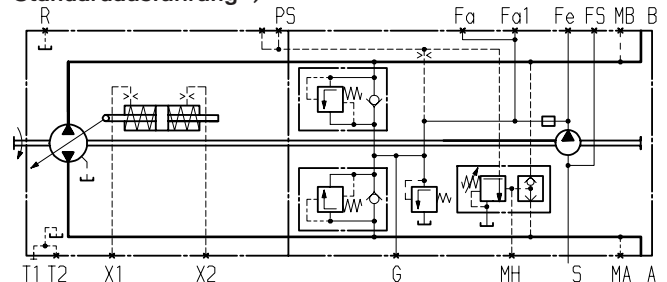 Standardausführung
R PS Fa Fa1 Fe FS MB B
T1 T2 X1 X2 G MH S MA A